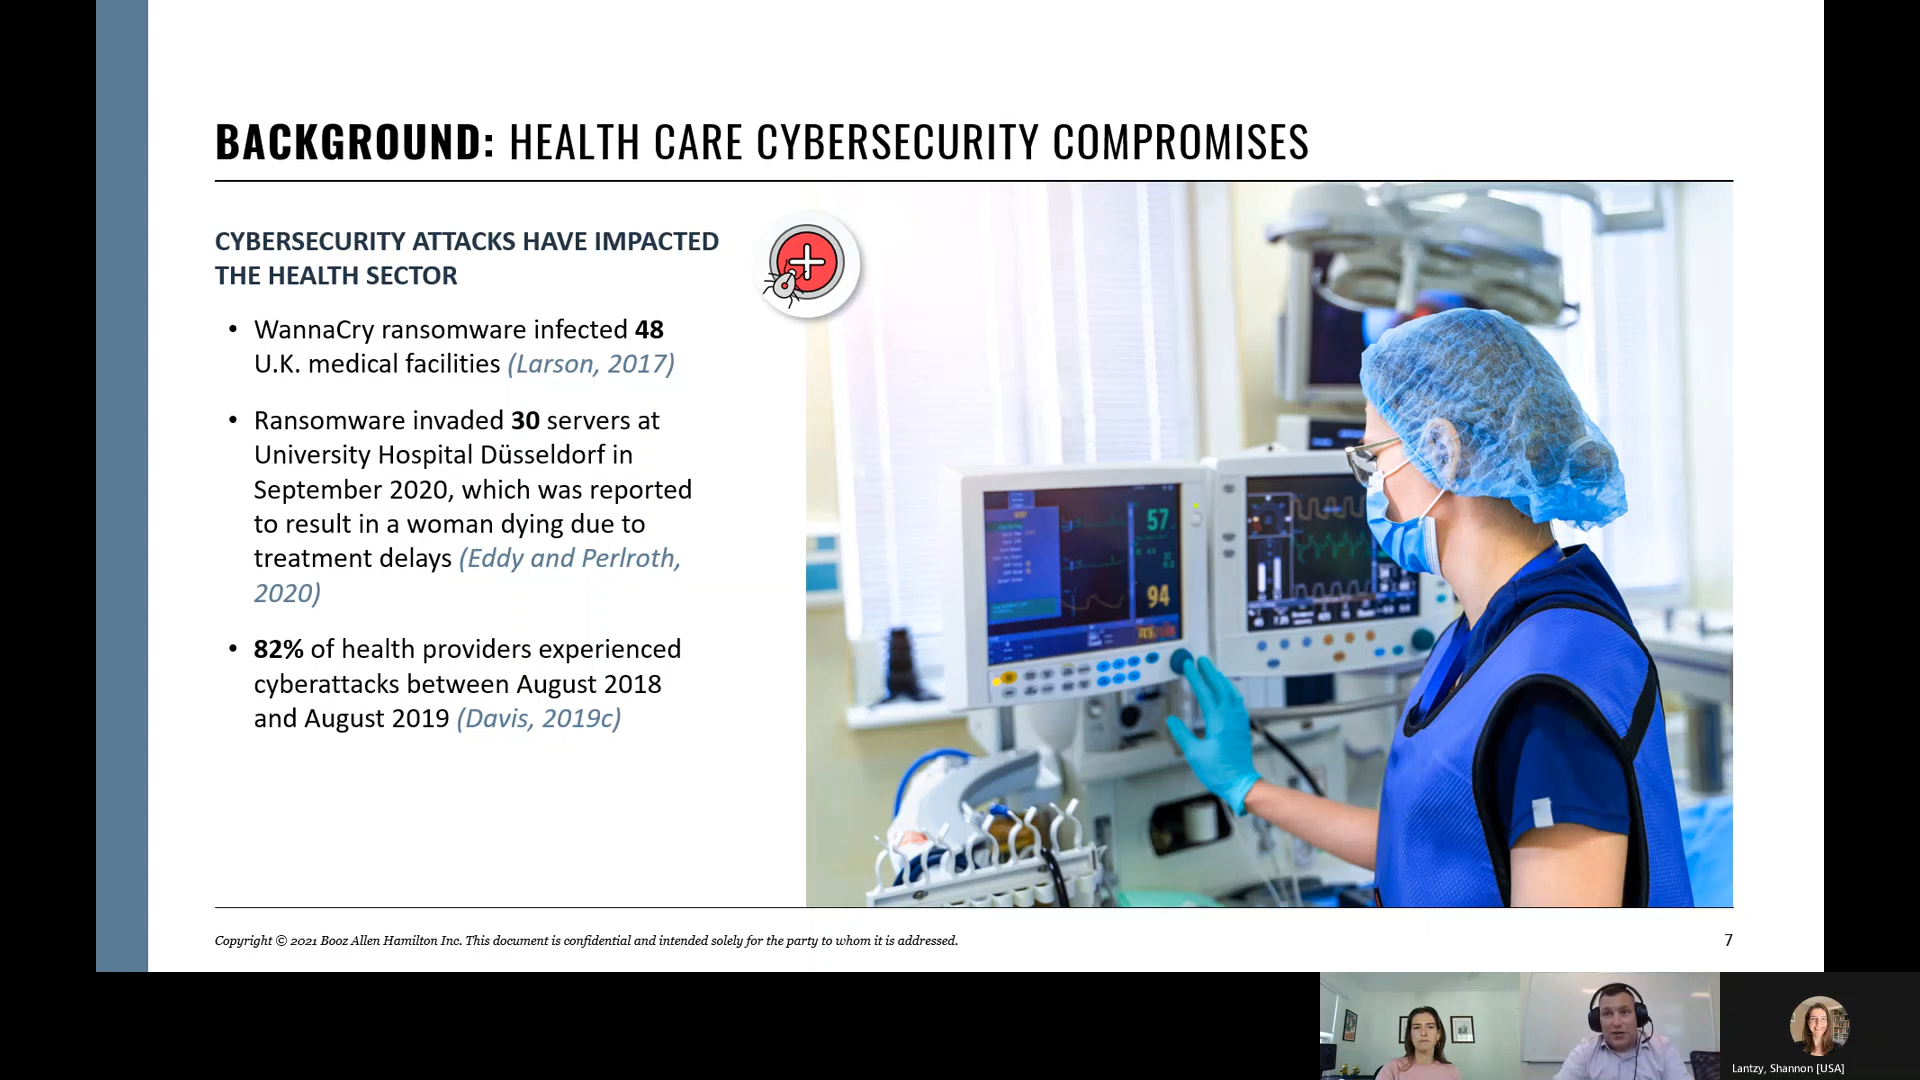 BACKGROUND: HEALTH CARE CYBERSECURITY COMPROMISES
CYBERSECURITY ATTACKS HAVE IMPACTED
THE HEALTH SECTOR
• WannaCry ransomware infected 48
U.K. medical facilities (Larson, 2017)
• Ransomware invaded 30 servers at
University Hospital Düsseldorf in
September 2020, which was reported
to result in a woman dying due to
treatment delays (Eddy and Perlroth,
2020)
• 82% of health providers experienced
cyberattacks between August 2018
and August 2019 (Davis, 2019c)
57
94
Copyright © 2021 Booz Allen Hamilton Inc. This document is confidential and intended solely for the party to whom it is addressed.
7
Lantzy, Shannon [USA]